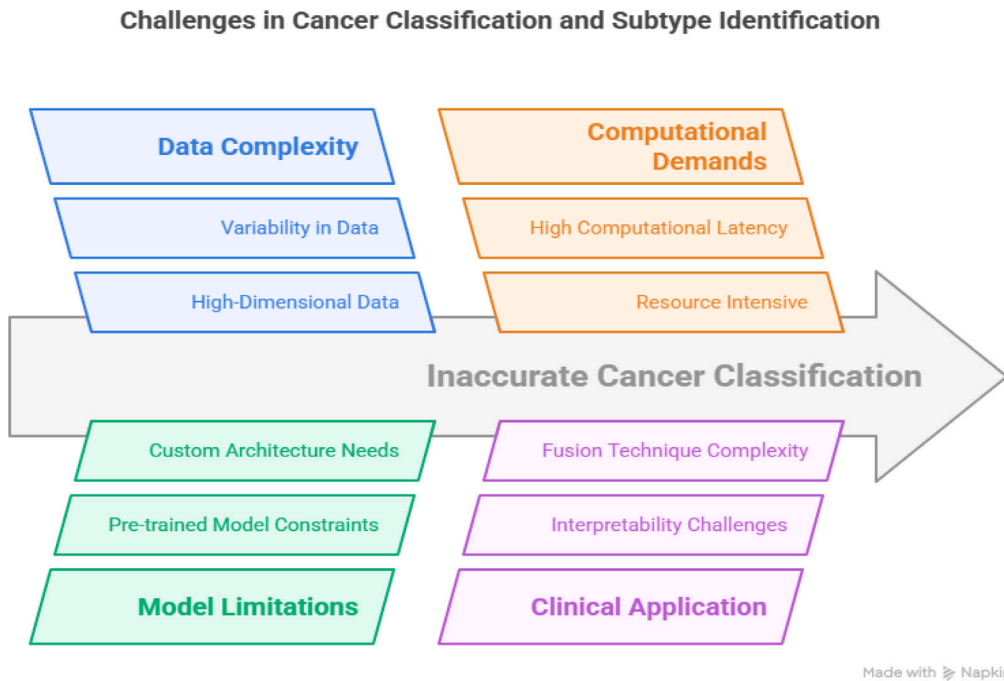 Challenges in Cancer Classification and Subtype Identification
Data Complexity
Variability in Data
High-Dimensional Data
Computational
Demands
High Computational Latency
Resource Intensive
Inaccurate Cancer Classification
Custom Architecture Needs
Pre-trained Model Constraints
Model Limitations
Fusion Technique Complexity
Interpretability Challenges
Clinical Application
Made with Napki